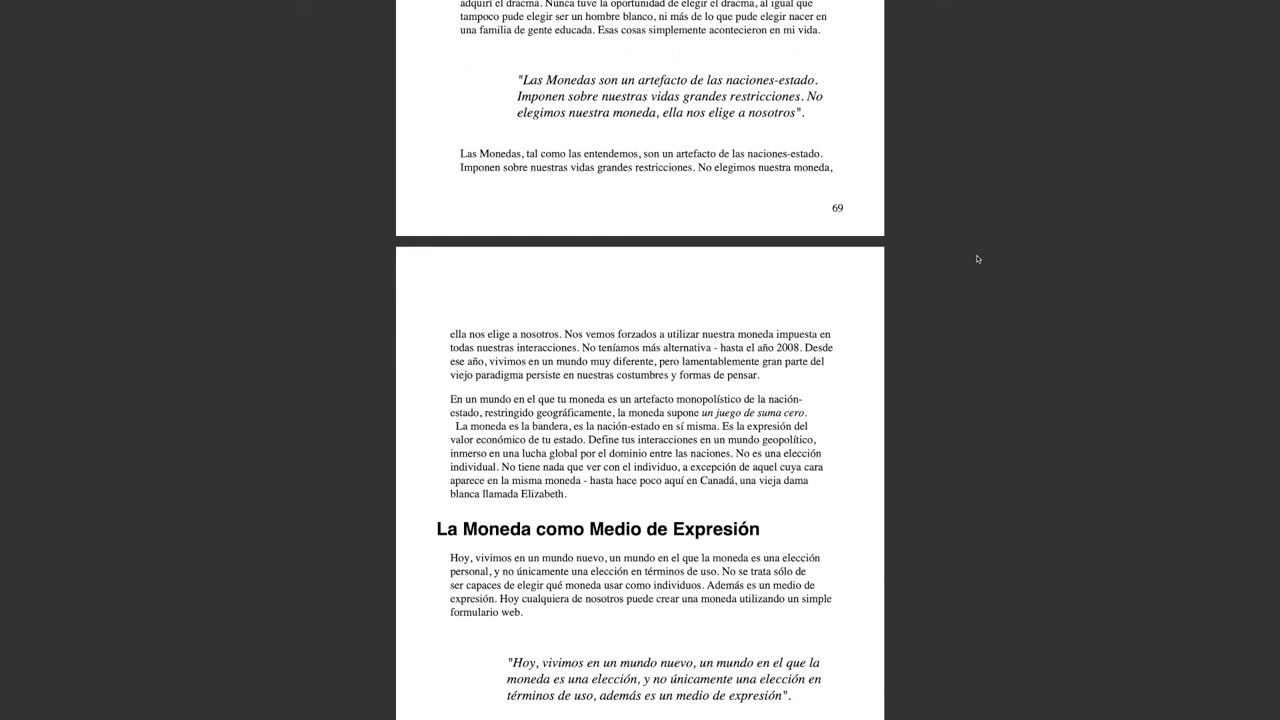 adquirí el dracma. Nunca tuve la oportunidad de elegir el dracma, al igual que
tampoco pude elegir ser un hombre blanco, ni más de lo que pude elegir nacer en
una familia de gente educada. Esas cosas simplemente acontecieron en mi vida.
"Las Monedas son un artefacto de las naciones-estado.
Imponen sobre nuestras vidas grandes restricciones. No
elegimos nuestra moneda, ella nos elige a nosotros".
Las Monedas, tal como las entendemos, son un artefacto de las naciones-estado.
Imponen sobre nuestras vidas grandes restricciones. No elegimos nuestra moneda,
69
ella nos elige a nosotros. Nos vemos forzados a utilizar nuestra moneda impuesta en
todas nuestras interacciones. No teníamos más alternativa - hasta el año 2008. Desde
ese año, vivimos en un mundo muy diferente, pero lamentablemente gran parte del
viejo paradigma persiste en nuestras costumbres y formas de pensar.
En un mundo en el que tu moneda es un artefacto monopolístico de la nación-
estado, restringido geográficamente, la moneda supone un juego de suma cero.
La moneda es la bandera, es la nación-estado en sí misma. Es la expresión del
valor económico de tu estado. Define tus interacciones en un mundo geopolítico,
inmerso en una lucha global por el dominio entre las naciones. No es una elección
individual. No tiene nada que ver con el individuo, a excepción de aquel cuya cara
aparece en la misma moneda - hasta hace poco aquí en Canadá, una vieja dama
blanca llamada Elizabeth.
La Moneda como Medio de Expresión
Hoy, vivimos en un mundo nuevo, un mundo en el que la moneda es una elección
personal, y no únicamente una elección en términos de uso. No se trata sólo de
ser capaces de elegir qué moneda usar como individuos. Además es un medio de
expresión. Hoy cualquiera de nosotros puede crear una moneda utilizando un simple
formulario web.
"Hoy, vivimos en un mundo nuevo, un mundo en el que la
moneda es una elección, y no únicamente una elección en
términos de uso, además es un medio de expresión".